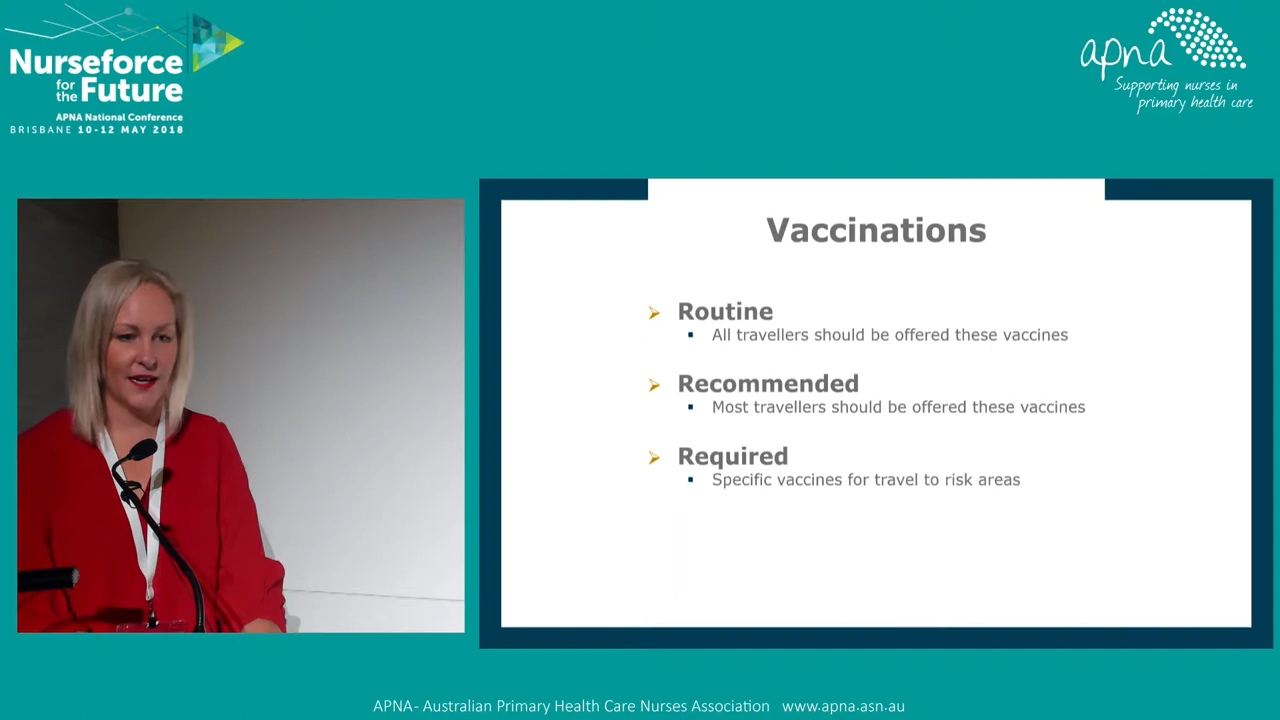 Nurseforce
for the Future
APNA National Conference
BRISBANE 10-12 MAY 2018
apna
Supporting nurses in
primary health care
Vaccinations
Routine
All travellers should be offered these vaccines
Recommended
Most travellers should be offered these vaccines
Required
Specific vaccines for travel to risk areas
APNA- Australian Primary Health Care Nurses Association www.apna.asn.au